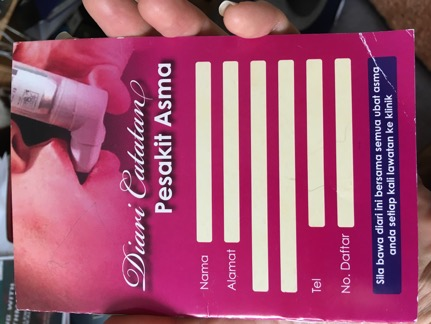 Diari Catatan
Pesakit Asma
Nama
Alamat
Tel
No. Daftar
Sila bawa diari ini bersama semua ubat asma
anda setiap kali lawatan ke klinik